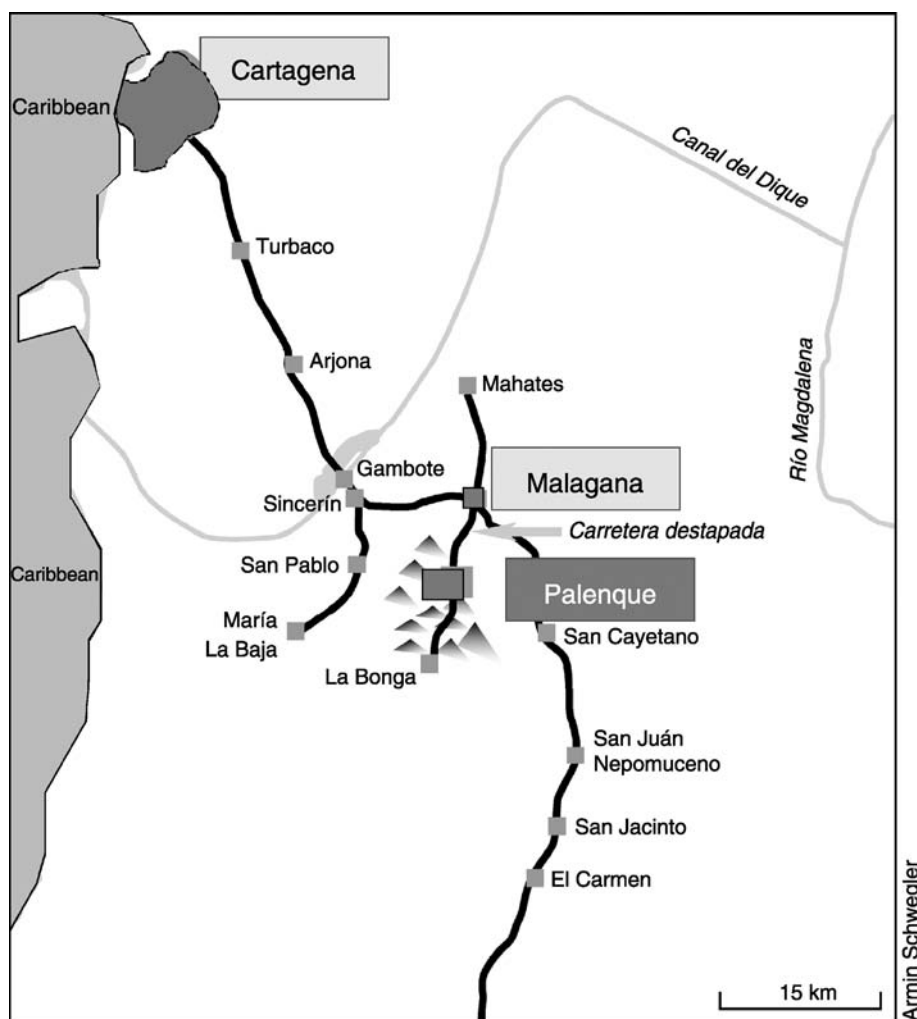 Cartagena
Caribbean
Canal del Dique
Turbaco
Río Magdalena
Arjona
Mahates
Gambote
Malagana
Sincerín
Carretera destapada
San Pablo
Caribbean
Palenque
María
La Baja
San Cayetano
La Bonga
San Juán
Nepomuceno
San Jacinto
El Carmen
15 km
Armin Schwegler